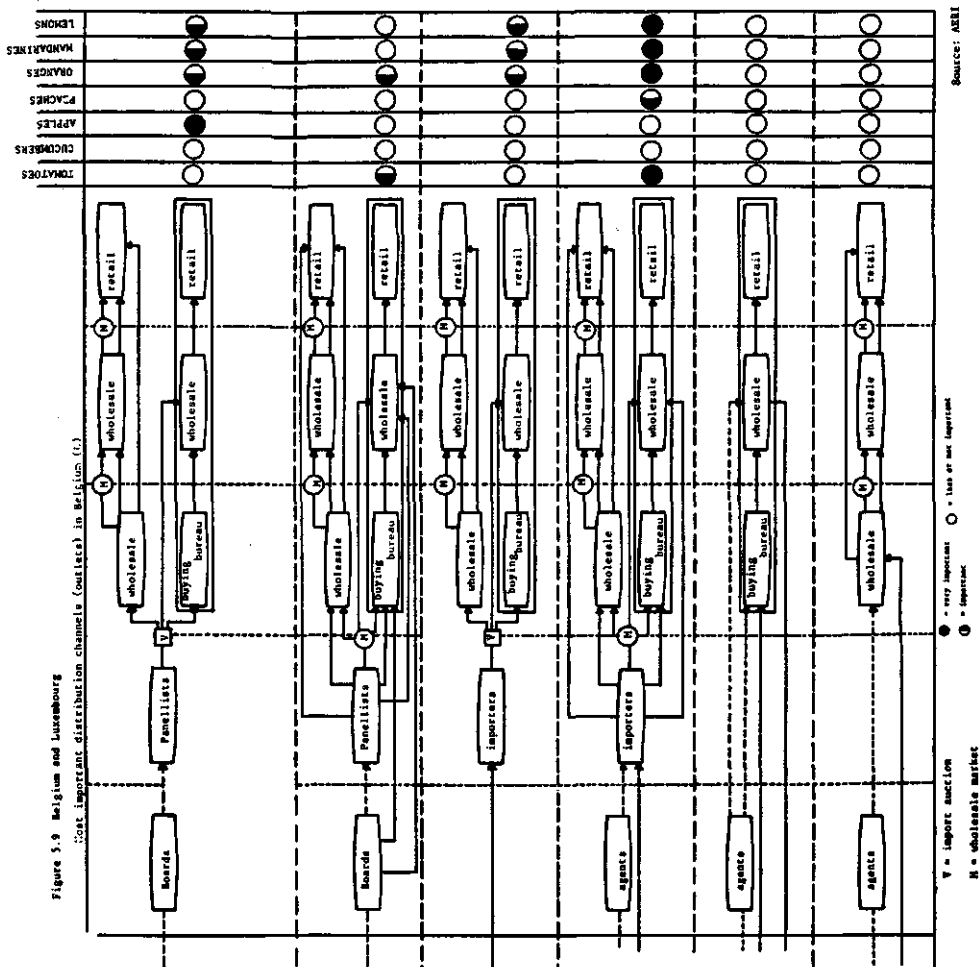 Figure 5.9 Belgium and Luxembourg
Most important distribution channels (outlets) in Belgium
TOMATOES
CUCUMBERS
APPLES
PEACHES
ORANGES
MANDARINES
LEMONS
wholesale
M
wholesale
M
retail
Boards
Panellists
V
buying bureau
wholesale
retail
wholesale
M
wholesale
M
retail
Boards
Panellists
M
buying bureau
wholesale
retail
wholesale
M
wholesale
M
retail
importers
V
buying bureau
wholesale
retail
wholesale
M
wholesale
M
retail
agents
importers
M
buying bureau
wholesale
retail
agents
buying bureau
wholesale
retail
agents
wholesale
M
wholesale
M
retail
V = import auction
M = wholesale market
= very important
= important
= less or not important
Source: AERI